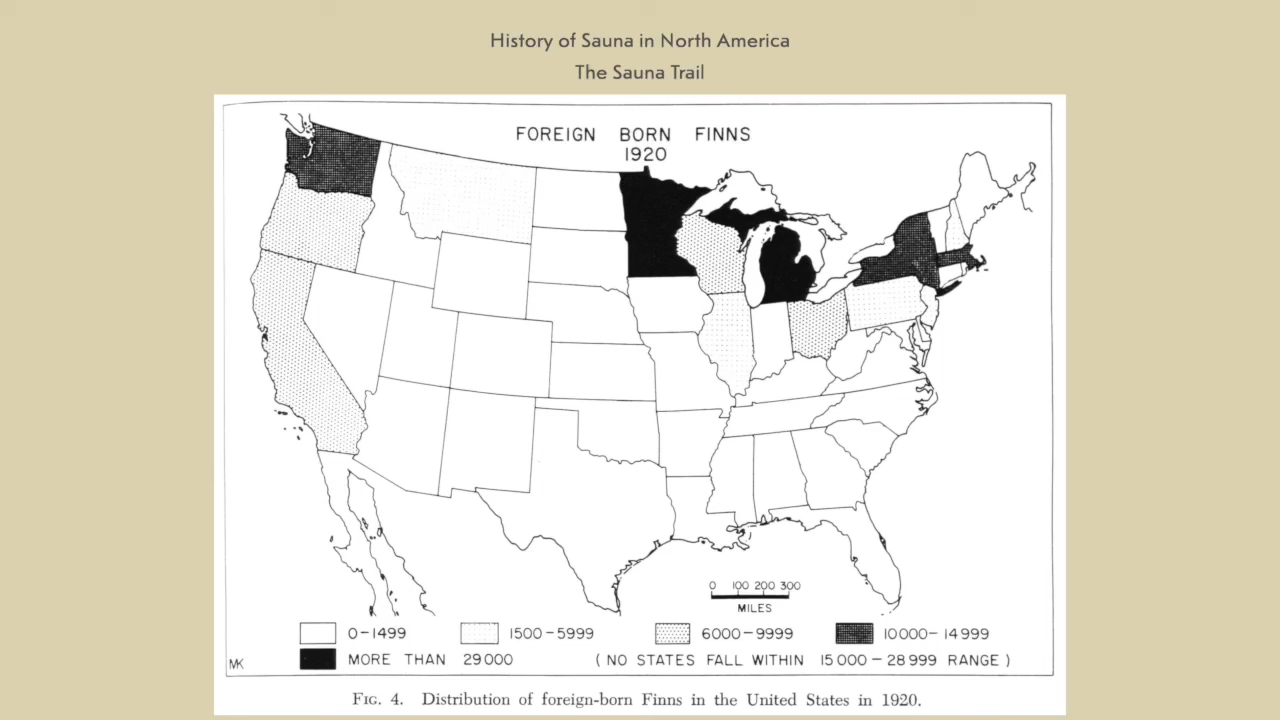 History of Sauna in North America
The Sauna Trail
FOREIGN BORN FINNS
1920
0 100 200 300
MILES
0-1499 1500-5999 6000-9999 10000-14999
MORE THAN 29000 (NO STATES FALL WITHIN 15000-28999 RANGE)
MK
FIG. 4. Distribution of foreign-born Finns in the United States in 1920.